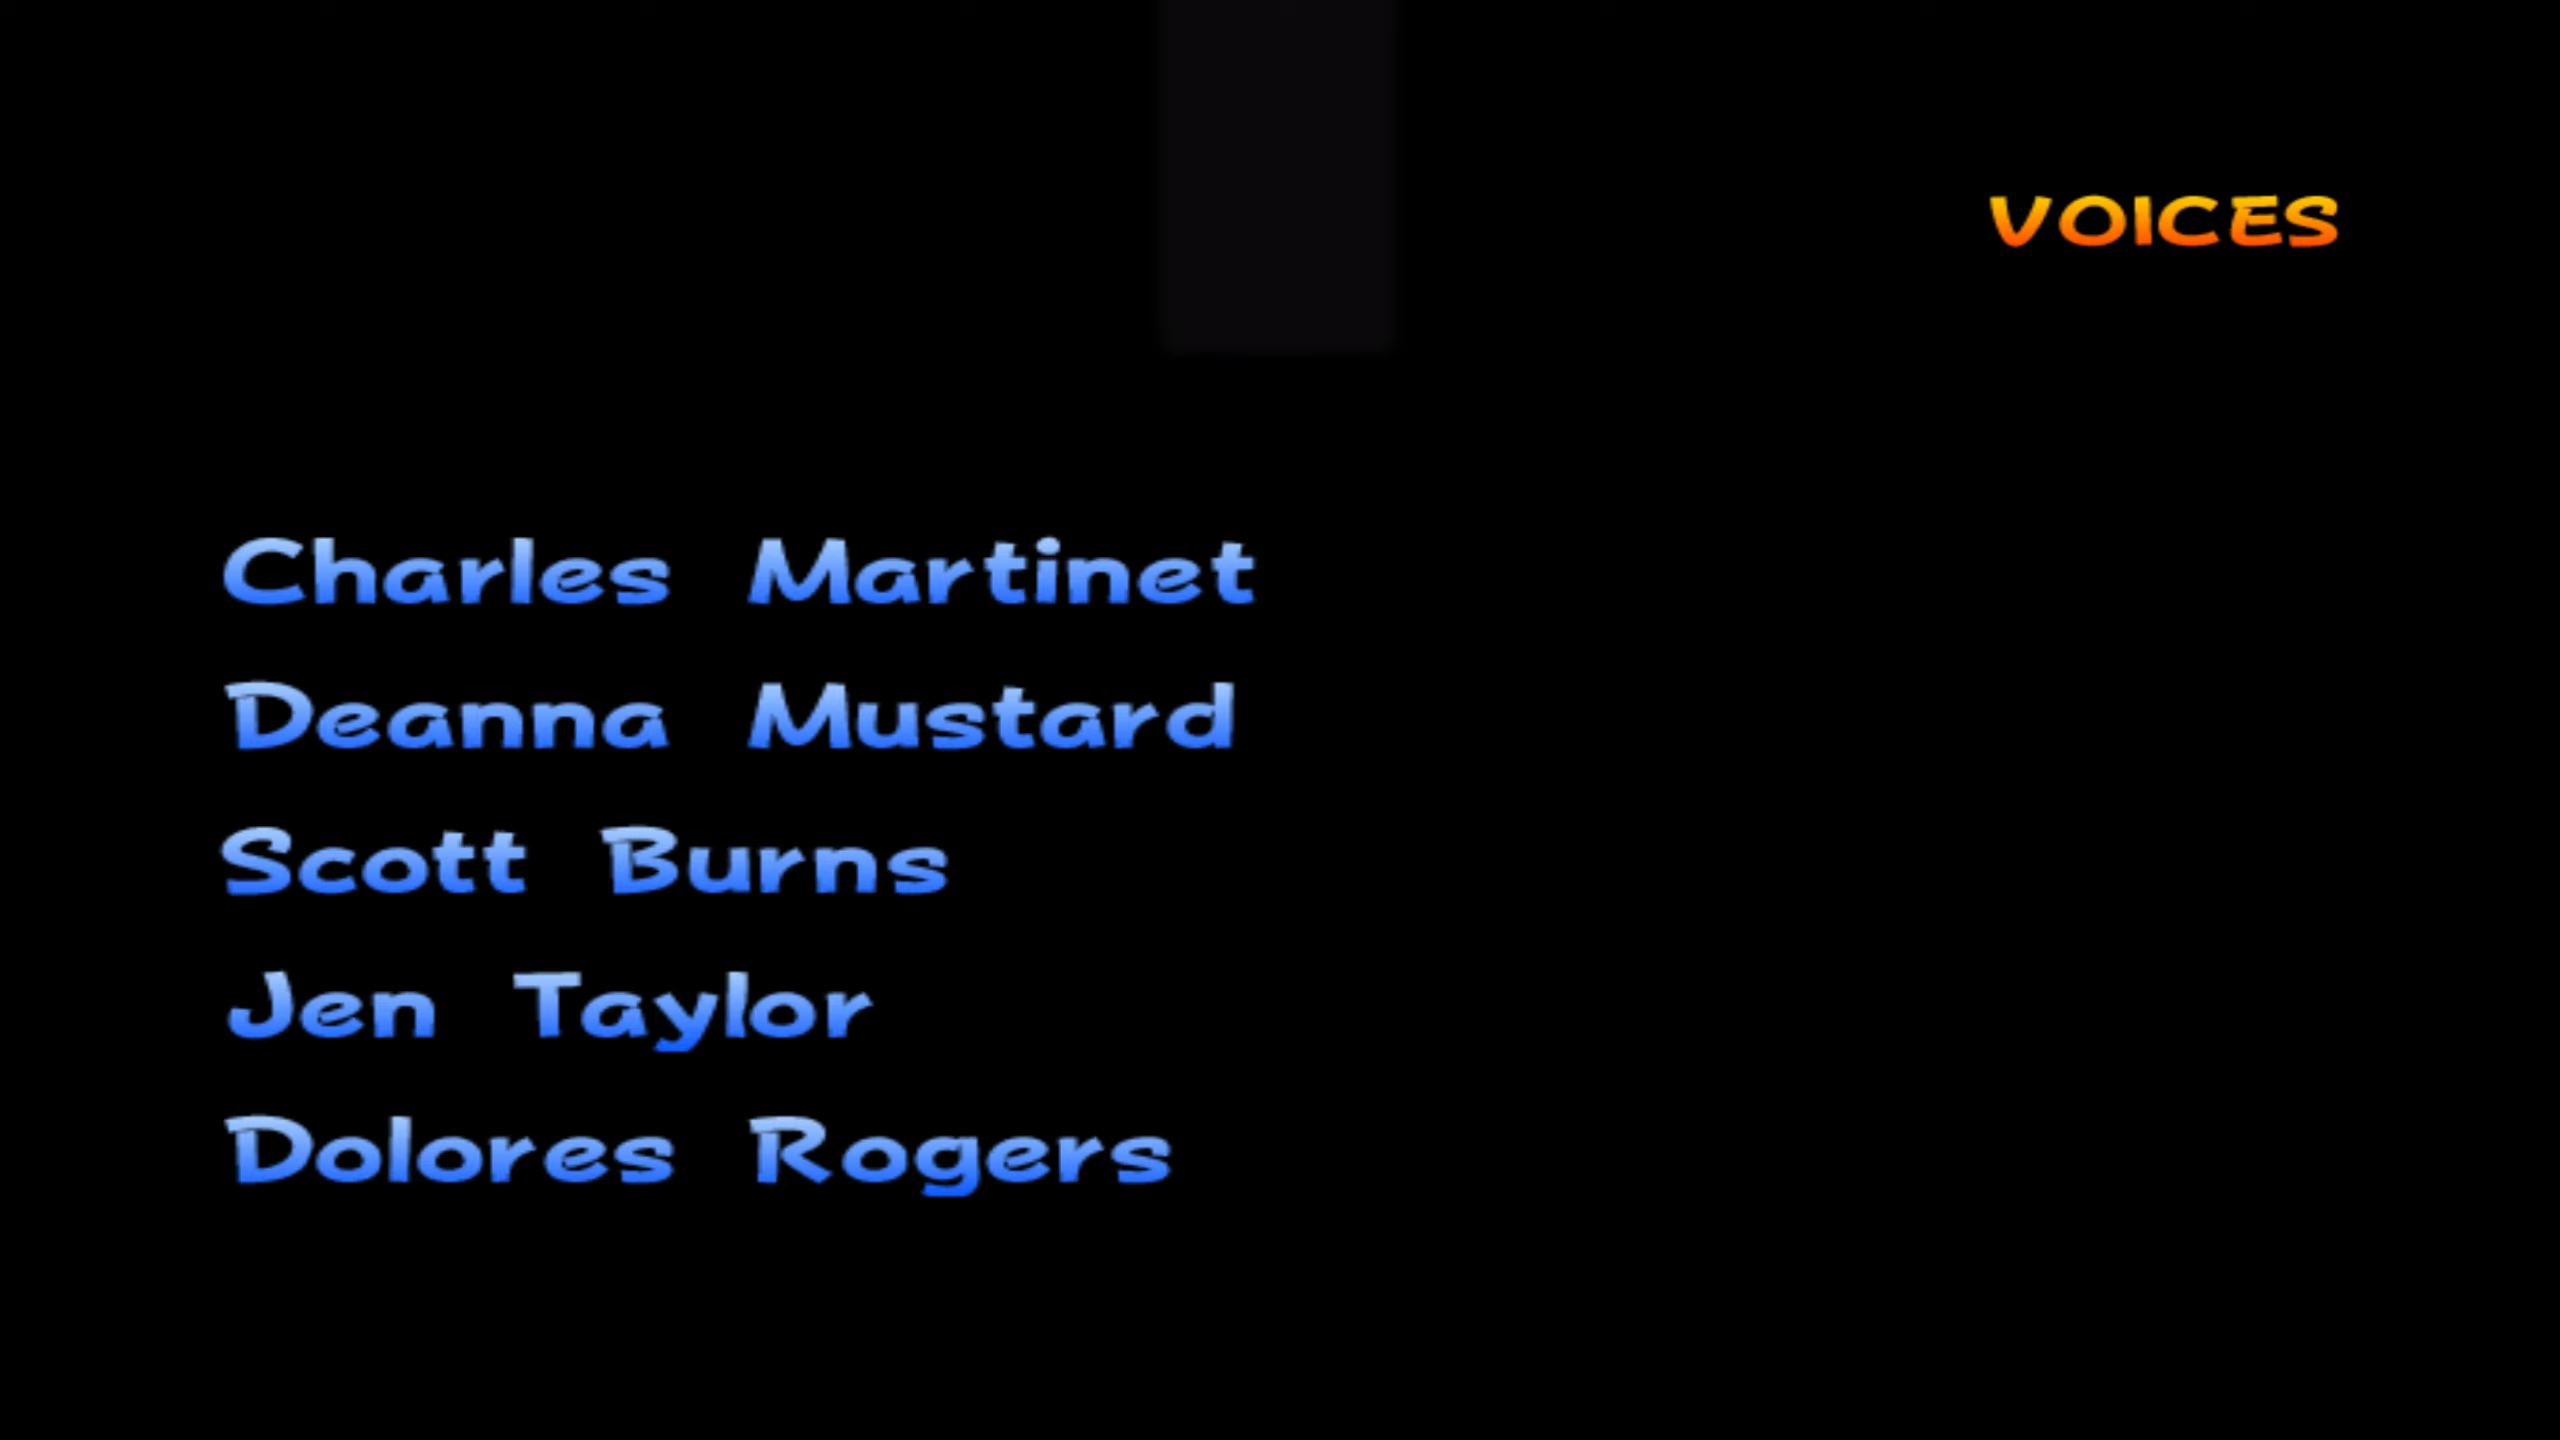 VOICES
Charles Martinet
Deanna Mustard
Scott Burns
Jen Taylor
Dolores Rogers